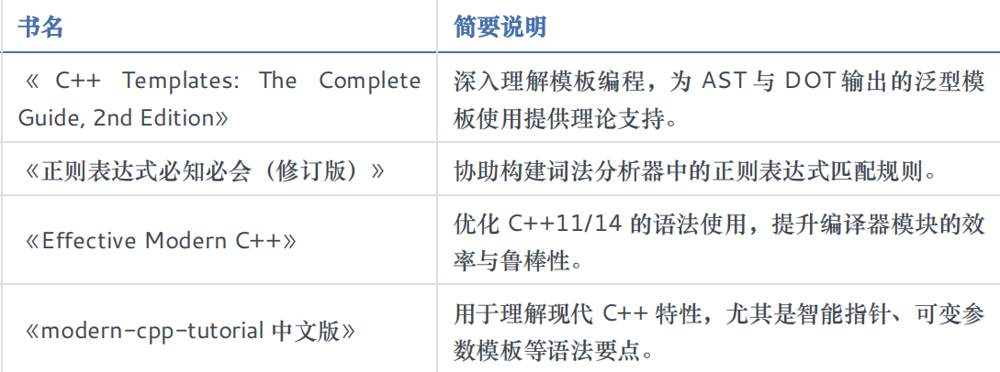 书名
简要说明
《 C++ Templates: The Complete
Guide, 2nd Edition》
深入理解模板编程，为 AST 与 DOT 输出的泛型模
板使用提供理论支持。
《正则表达式必知必会（修订版）》
协助构建词法分析器中的正则表达式匹配规则。
《Effective Modern C++》
优化 C++11/14 的语法使用，提升编译器模块的效
率与鲁棒性。
《modern-cpp-tutorial 中文版》
用于理解现代 C++ 特性，尤其是智能指针、可变参
数模板等语法要点。